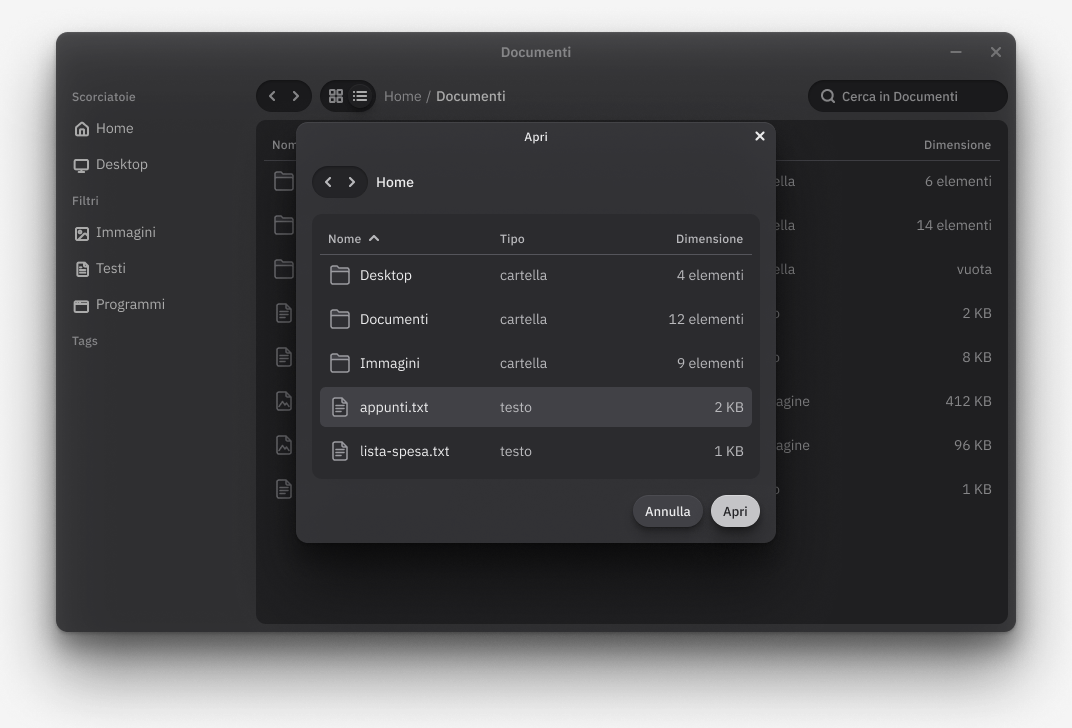 Documenti
Scorciatoie
Home
Desktop
Filtri
Immagini
Testi
Programmi
Tags
Home / Documenti
Cerca in Documenti
Dimensione
6 elementi
14 elementi
vuota
2 KB
8 KB
412 KB
96 KB
1 KB
Apri
Home
Nome Tipo Dimensione
Desktop cartella 4 elementi
Documenti cartella 12 elementi
Immagini cartella 9 elementi
appunti.txt testo 2 KB
lista-spesa.txt testo 1 KB
Annulla Apri